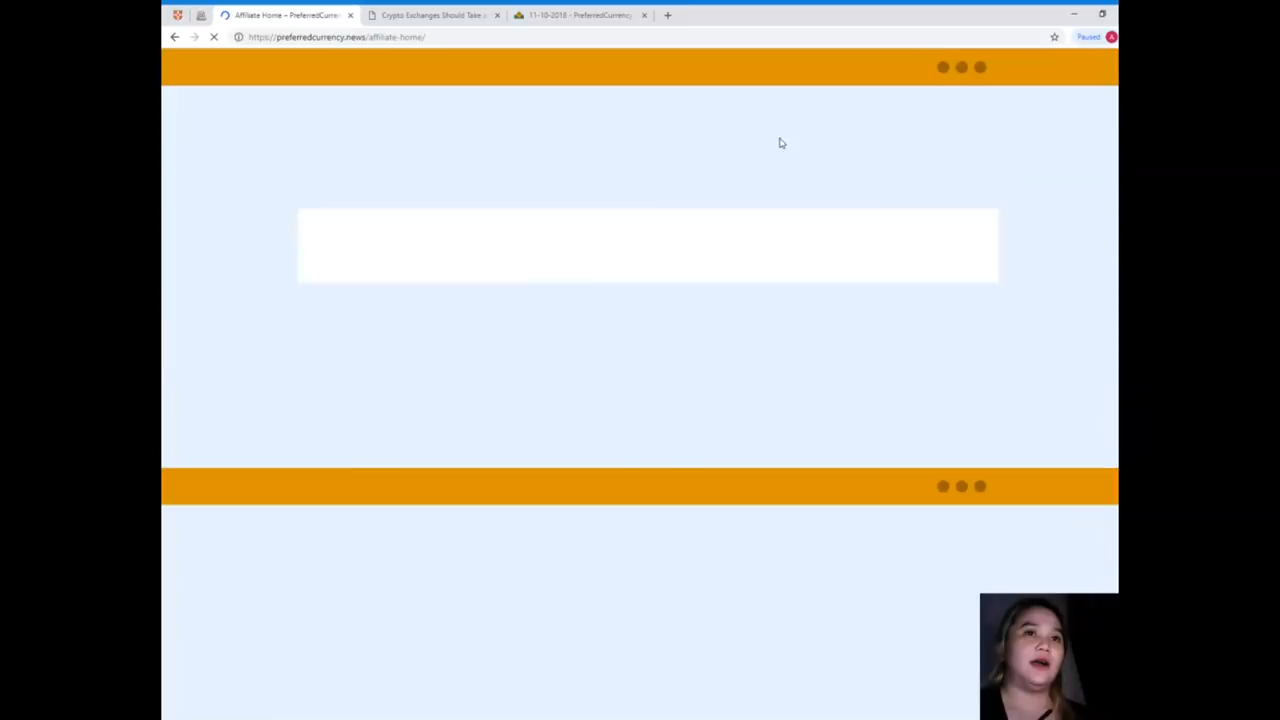 Affiliate Home – PreferredCurre
Crypto Exchanges Should Take a
11-10-2018 - PreferredCurrency
https://preferredcurrency.news/affiliate-home/
Paused
A